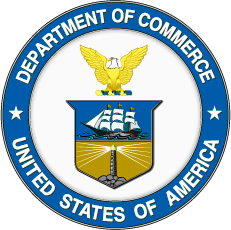 DEPARTMENT OF COMMERCE
UNITED STATES OF AMERICA